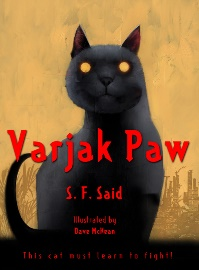 Varjak Paw
S. F. Said
Illustrated by
Dave McKean
This cat must learn to fight!